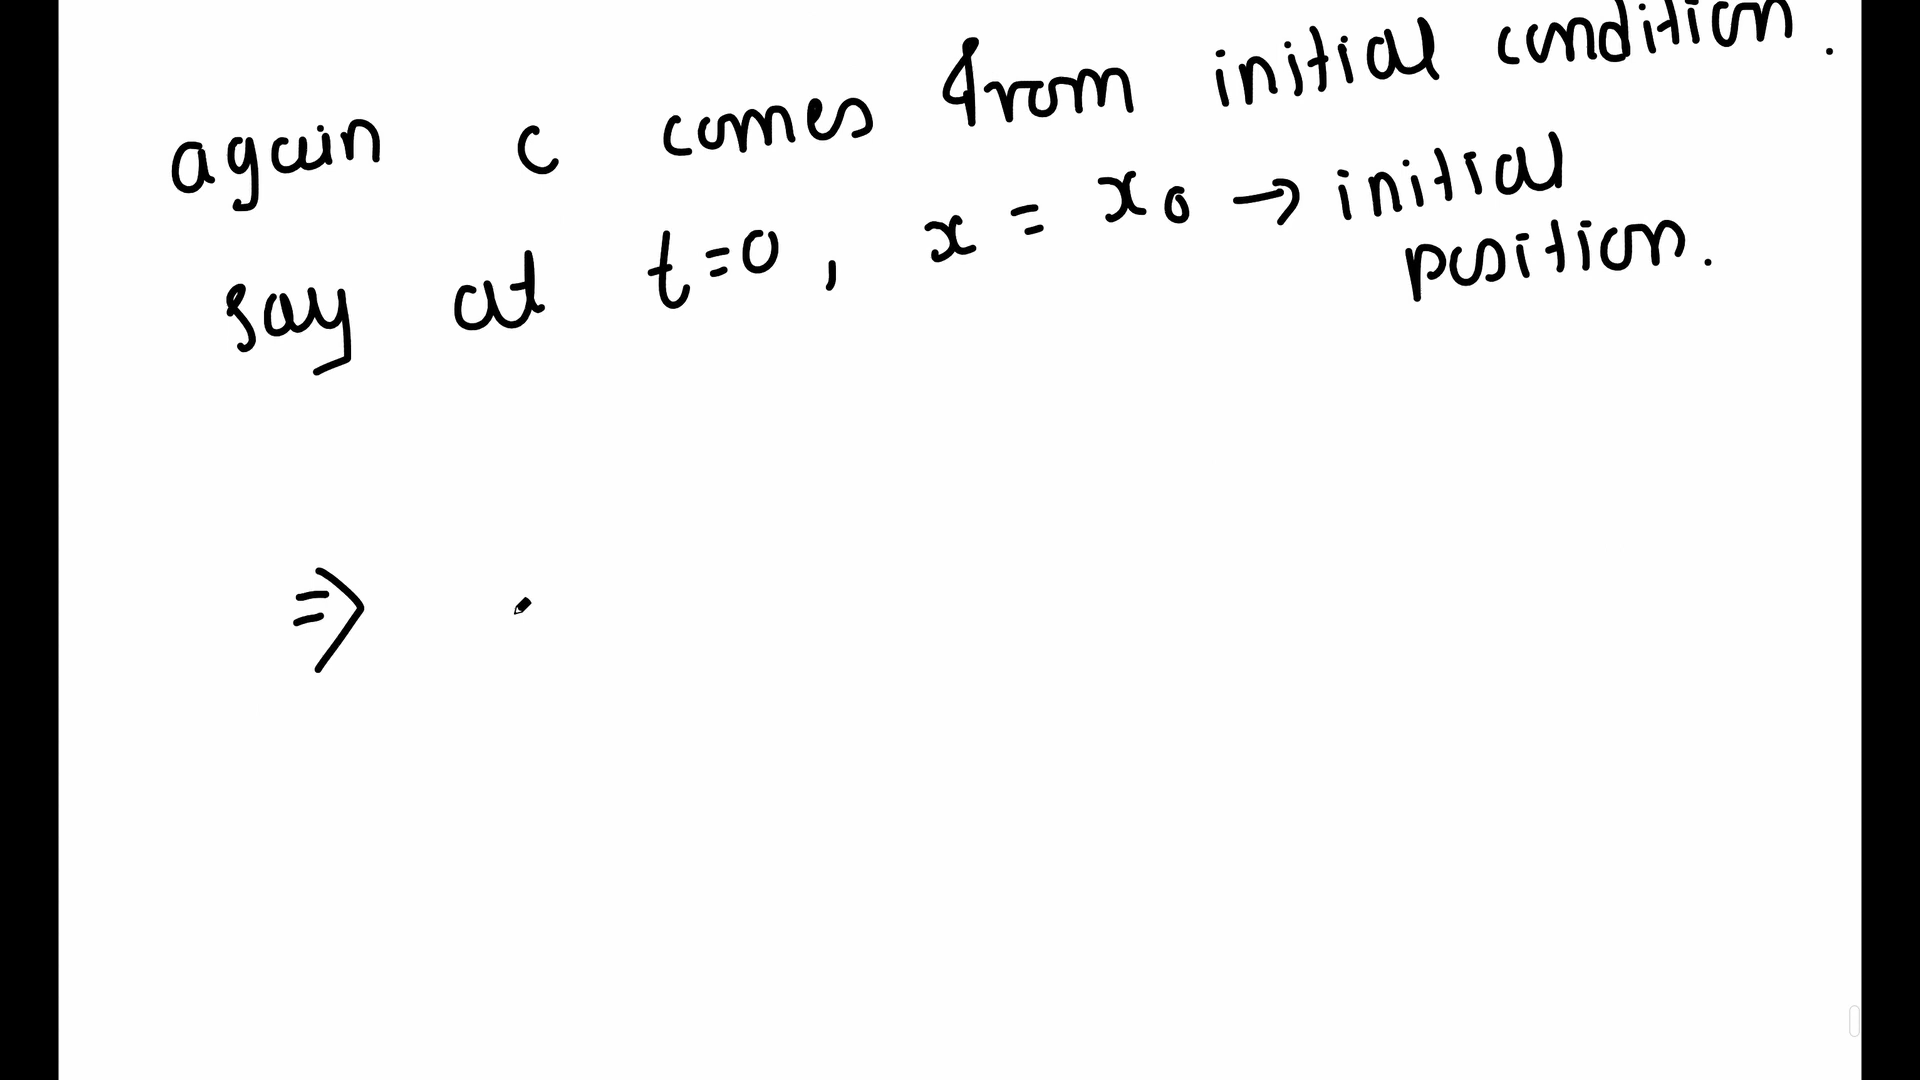 again c comes from initial condition.
say at t=0, x = x₀ → initial
position.
⇒